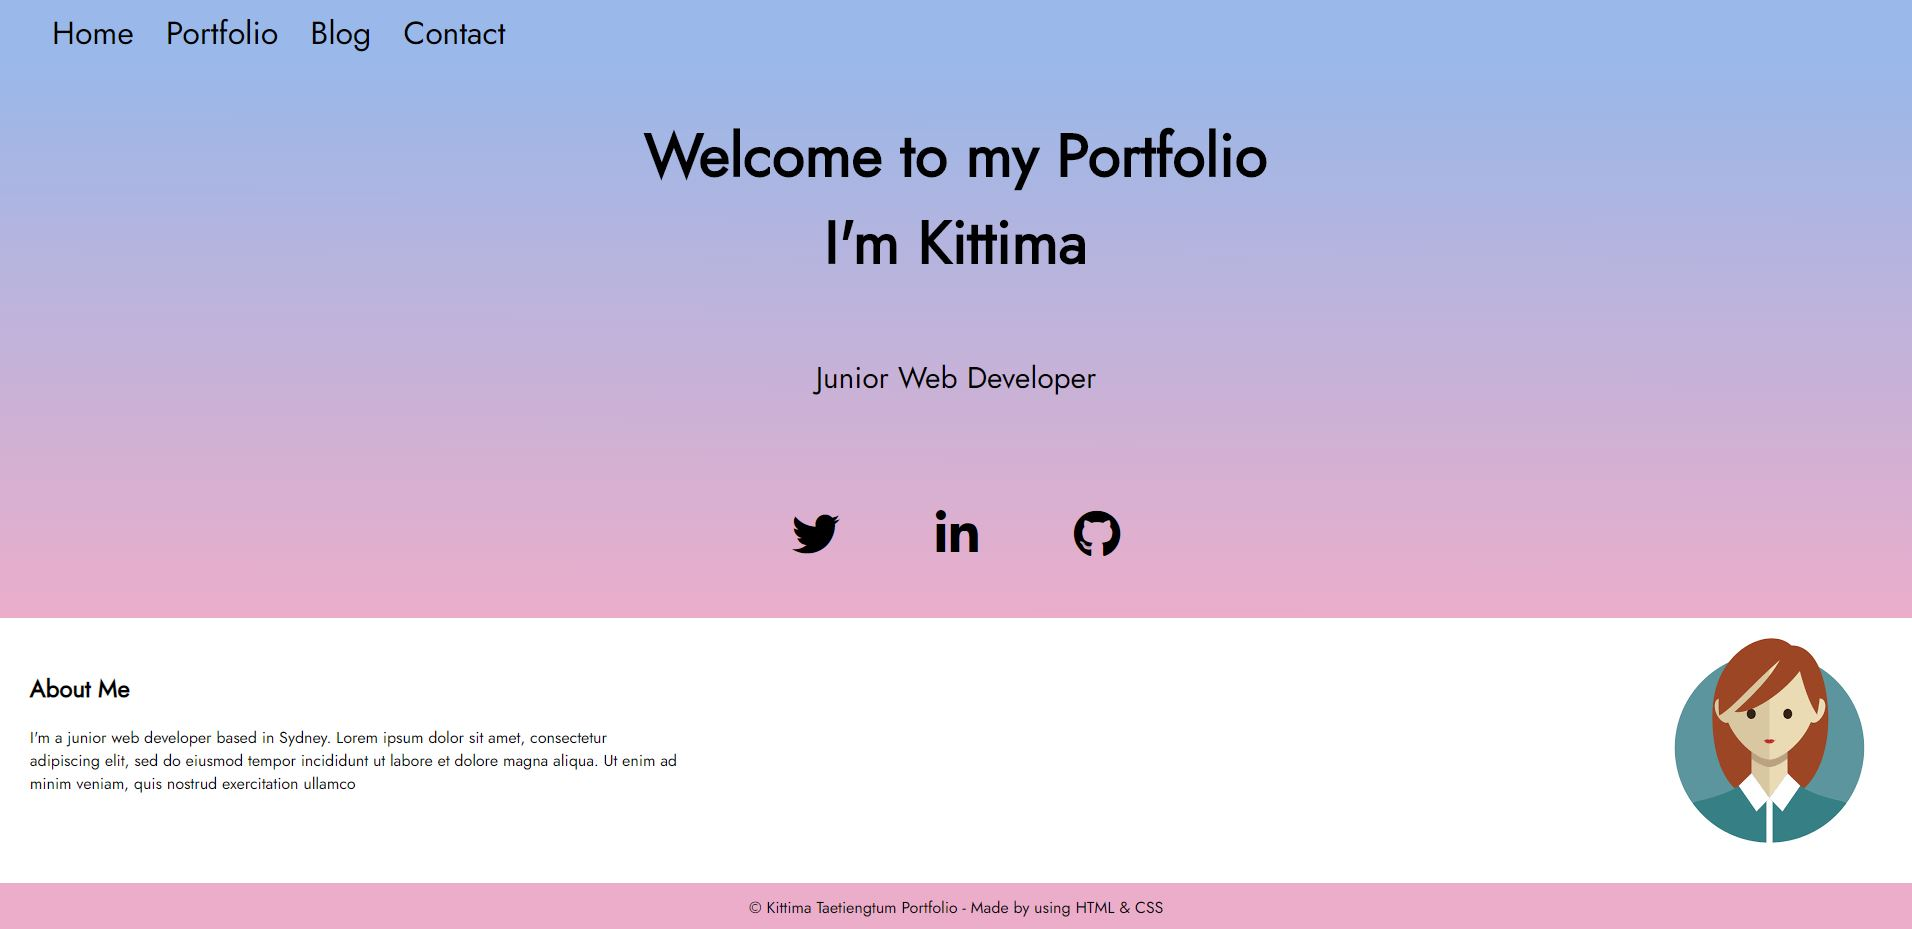 Home Portfolio Blog Contact
Welcome to my Portfolio
I'm Kittima
Junior Web Developer
in
About Me
I'm a junior web developer based in Sydney. Lorem ipsum dolor sit amet, consectetur
adipiscing elit, sed do eiusmod tempor incididunt ut labore et dolore magna aliqua. Ut enim ad
minim veniam, quis nostrud exercitation ullamco
© Kittima Taetiengtum Portfolio - Made by using HTML & CSS